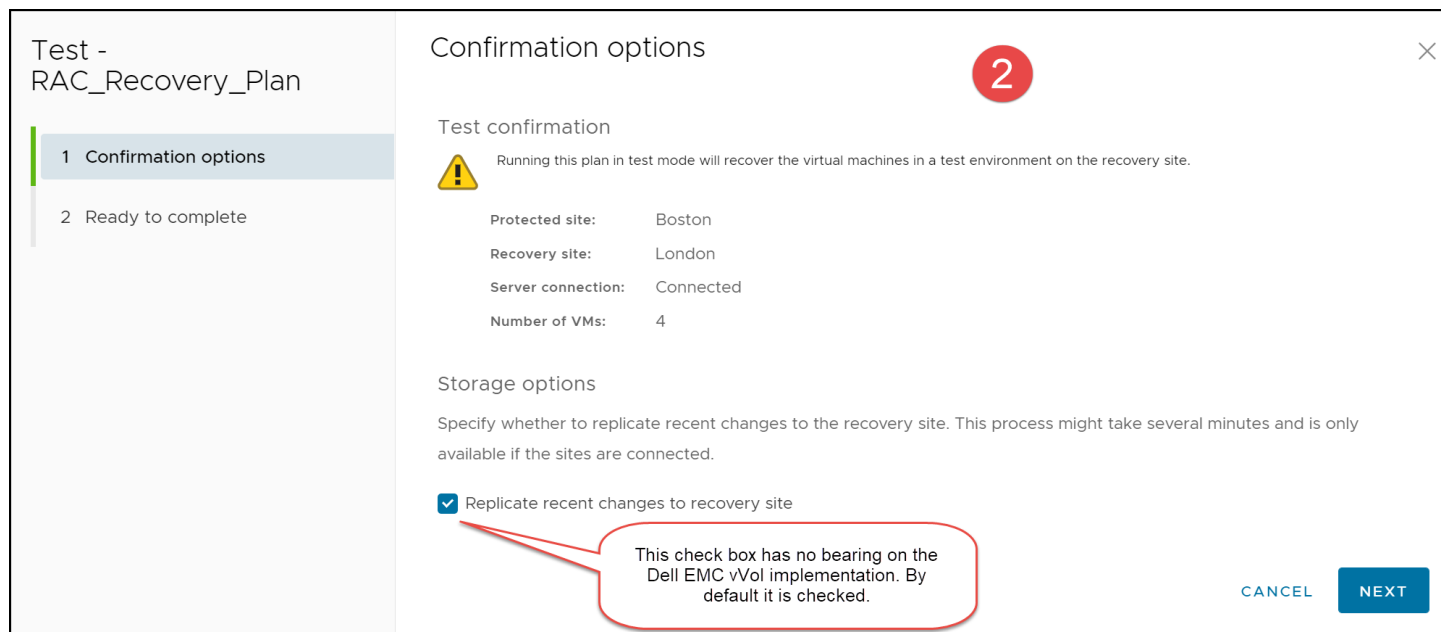 Test -
RAC_Recovery_Plan
1 Confirmation options
2 Ready to complete
Confirmation options
2
Test confirmation
Running this plan in test mode will recover the virtual machines in a test environment on the recovery site.
Protected site: Boston
Recovery site: London
Server connection: Connected
Number of VMs: 4
Storage options
Specify whether to replicate recent changes to the recovery site. This process might take several minutes and is only
available if the sites are connected.
Replicate recent changes to recovery site
This check box has no bearing on the
Dell EMC vVol implementation. By
default it is checked.
CANCEL NEXT